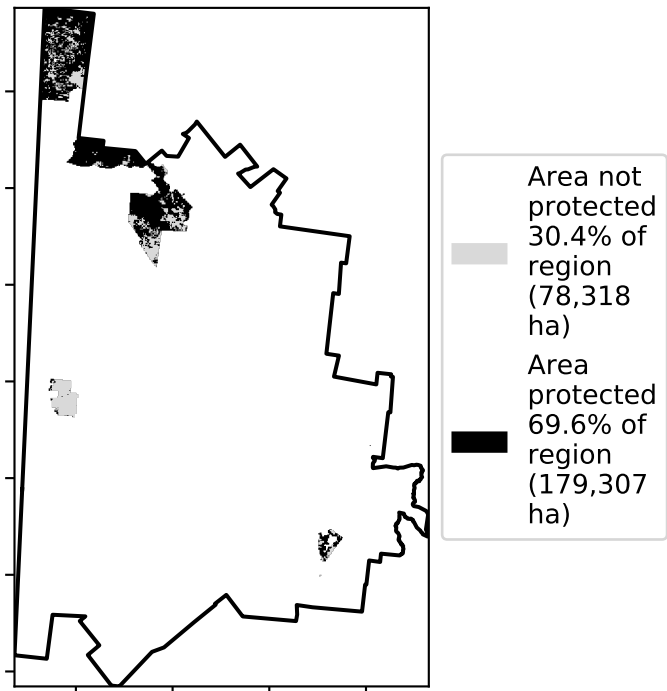 Area not
protected
30.4% of
region
(78,318
ha)
Area
protected
69.6% of
region
(179,307
ha)